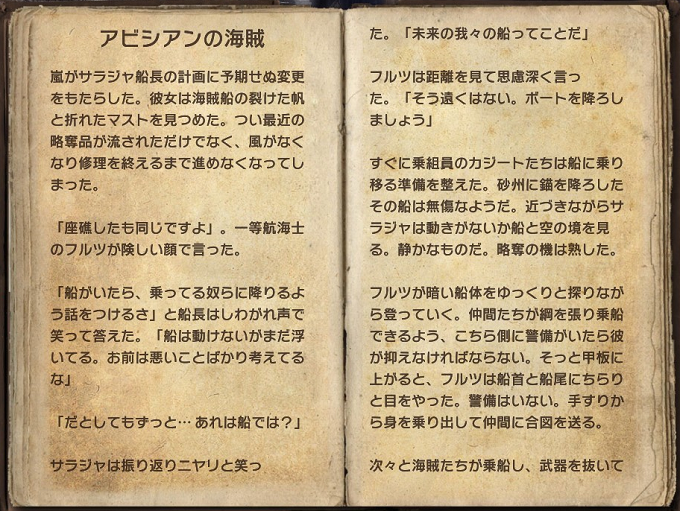 アビシアンの海賊
嵐がサラジャ船長の計画に予期せぬ変更
をもたらした。彼女は海賊船の裂けた帆
と折れたマストを見つめた。つい最近の
略奪品が流されただけでなく、風がなく
なり修理を終えるまで進めなくなってし
まった。
「座礁したも同じですよ」。一等航海士
のフルツが険しい顔で言った。
「船がいたら、乗ってる奴らに降りるよ
う話をつけるさ」と船長はしわがれ声で
笑って答えた。「船は動けないがまだ浮
いてる。お前は悪いことばかり考えてる
な」
「だとしてもずっと… あれは船では？」
サラジャは振り返りニヤリと笑っ
た。「未来の我々の船ってことだ」
フルツは距離を見て思慮深く言っ
た。「そう遠くはない。ボートを降ろし
ましょう」
すぐに乗組員のカジートたちは船に乗り
移る準備を整えた。砂州に錨を降ろした
その船は無傷なようだ。近づきながらサ
ラジャは動きがないか船と空の境を見
る。静かなものだ。略奪の機は熟した。
フルツが暗い船体をゆっくりと探りなが
ら登っていく。仲間たちが綱を張り乗船
できるよう、こちら側に警備がいたら彼
が抑えなければならない。そっと甲板に
上がると、フルツは船首と船尾にちらり
と目をやった。警備はいない。手すりか
ら身を乗り出して仲間に合図を送る。
次々と海賊たちが乗船し、武器を抜いて